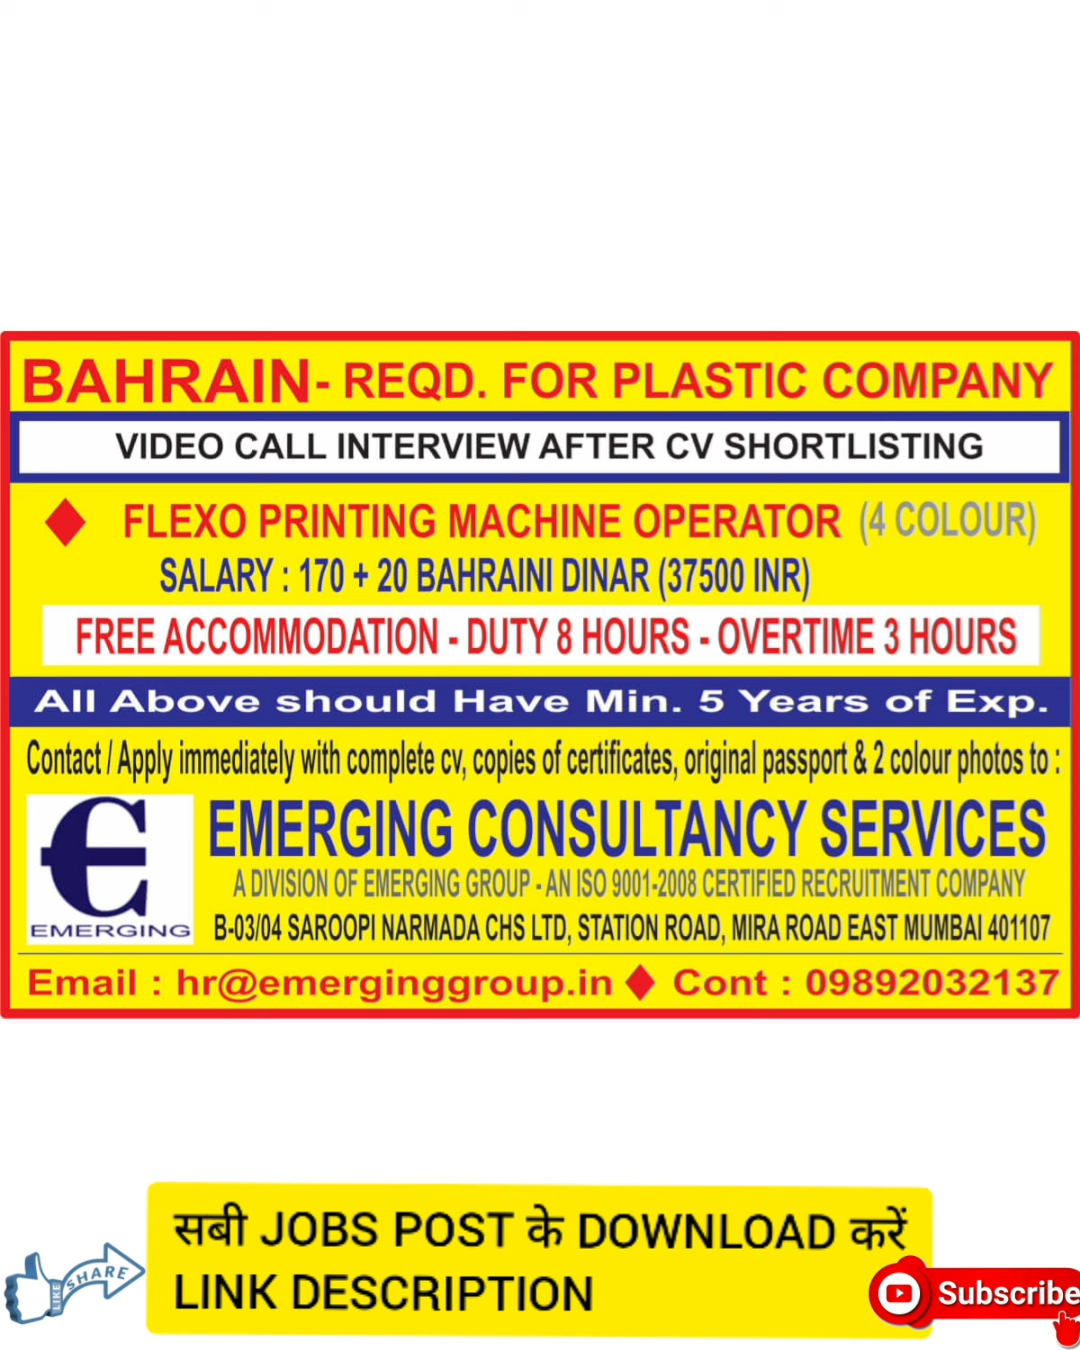 BAHRAIN- REQD. FOR PLASTIC COMPANY
VIDEO CALL INTERVIEW AFTER CV SHORTLISTING
FLEXO PRINTING MACHINE OPERATOR (4 COLOUR)
SALARY : 170 + 20 BAHRAINI DINAR (37500 INR)
FREE ACCOMMODATION - DUTY 8 HOURS - OVERTIME 3 HOURS
All Above should Have Min. 5 Years of Exp.
Contact / Apply immediately with complete cv, copies of certificates, original passport & 2 colour photos to :
EMERGING CONSULTANCY SERVICES
A DIVISION OF EMERGING GROUP - AN ISO 9001-2008 CERTIFIED RECRUITMENT COMPANY
EMERGING
B-03/04 SAROOPI NARMADA CHS LTD, STATION ROAD, MIRA ROAD EAST MUMBAI 401107
Email : hr@emerginggroup.in Cont : 09892032137
सबी JOBS POST के DOWNLOAD करें
LINK DESCRIPTION
LIKE SHARE
Subscribe